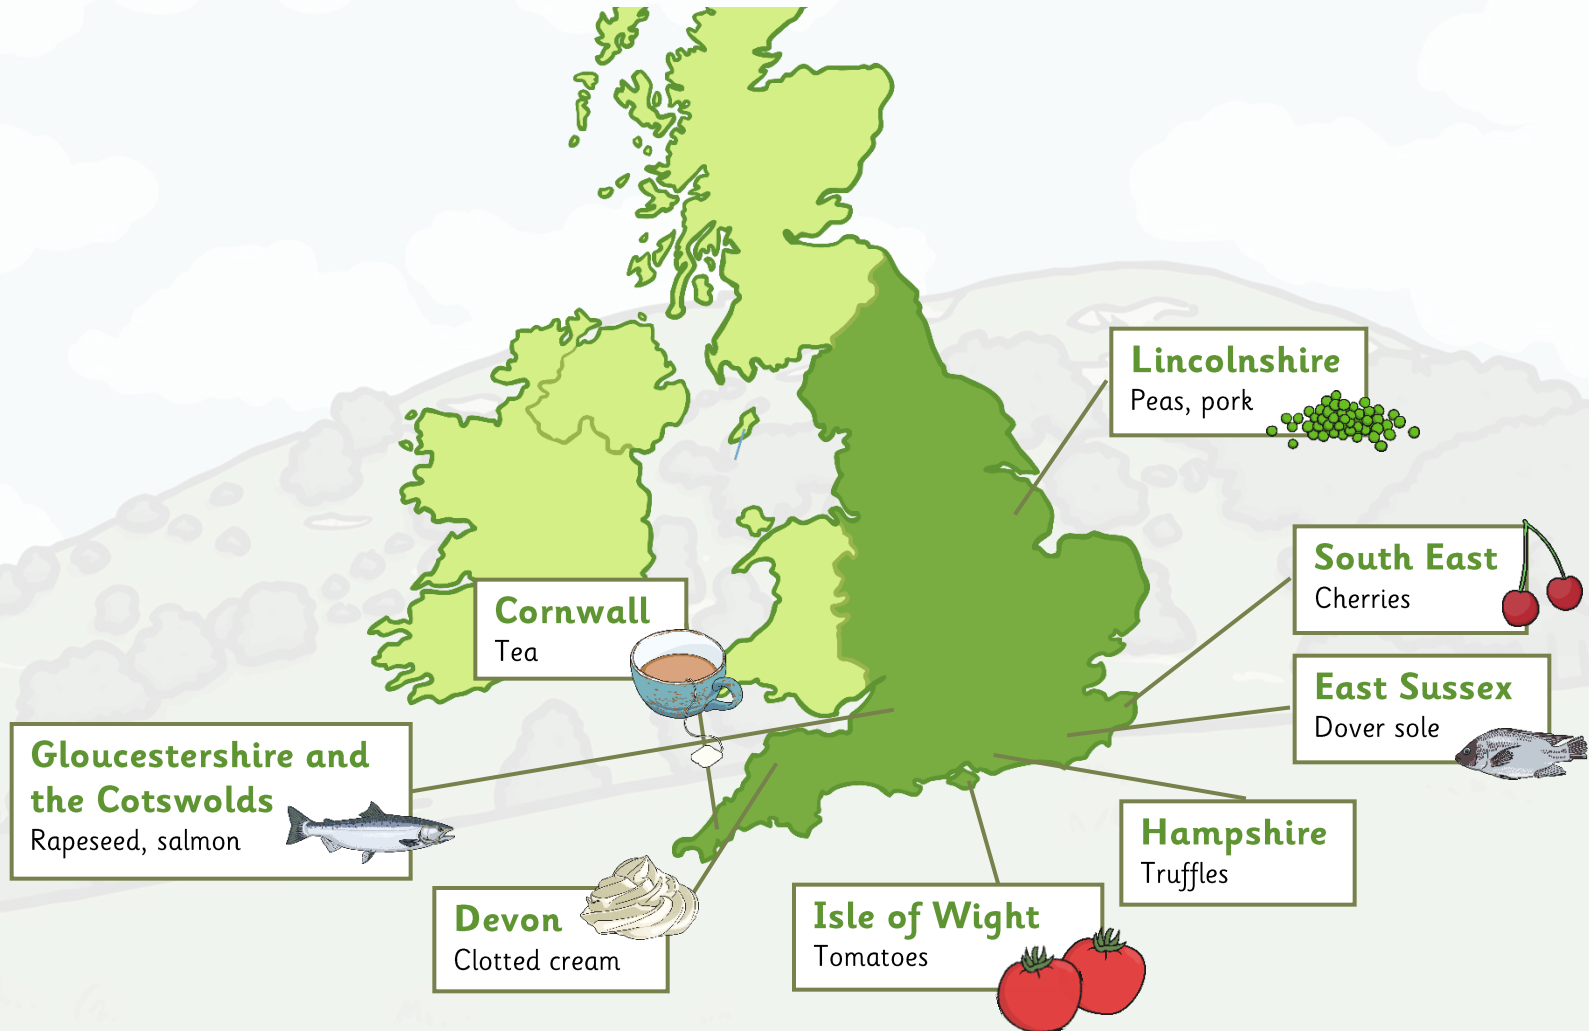 Lincolnshire
Peas, pork
South East
Cherries
Cornwall
Tea
East Sussex
Dover sole
Gloucestershire and
the Cotswolds
Rapeseed, salmon
Hampshire
Truffles
Devon
Clotted cream
Isle of Wight
Tomatoes